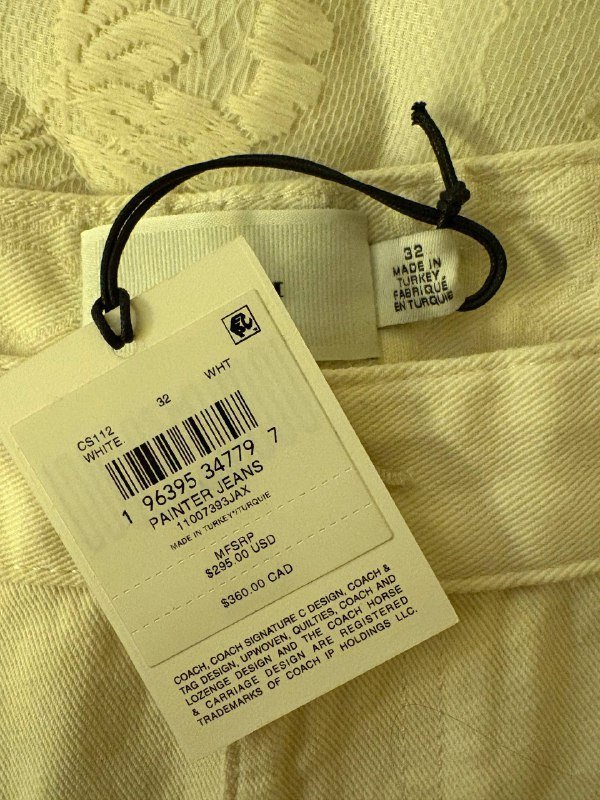 32
MADE IN
TURKEY
FABRIQUÉ
EN TURQUIE
CS112 32 WHT
WHITE.
1 96395 34779 7
PAINTER JEANS
11007393JAX
MADE IN TURKEY/TURQUIE
MFSRP
$295.00 USD
$360.00 CAD
COACH, COACH SIGNATURE C DESIGN, COACH &
TAG DESIGN, UPWOVEN, QUILTIES, COACH AND
LOZENGE DESIGN AND THE COACH HORSE
& CARRIAGE DESIGN ARE REGISTERED
TRADEMARKS OF COACH IP HOLDINGS LLC.